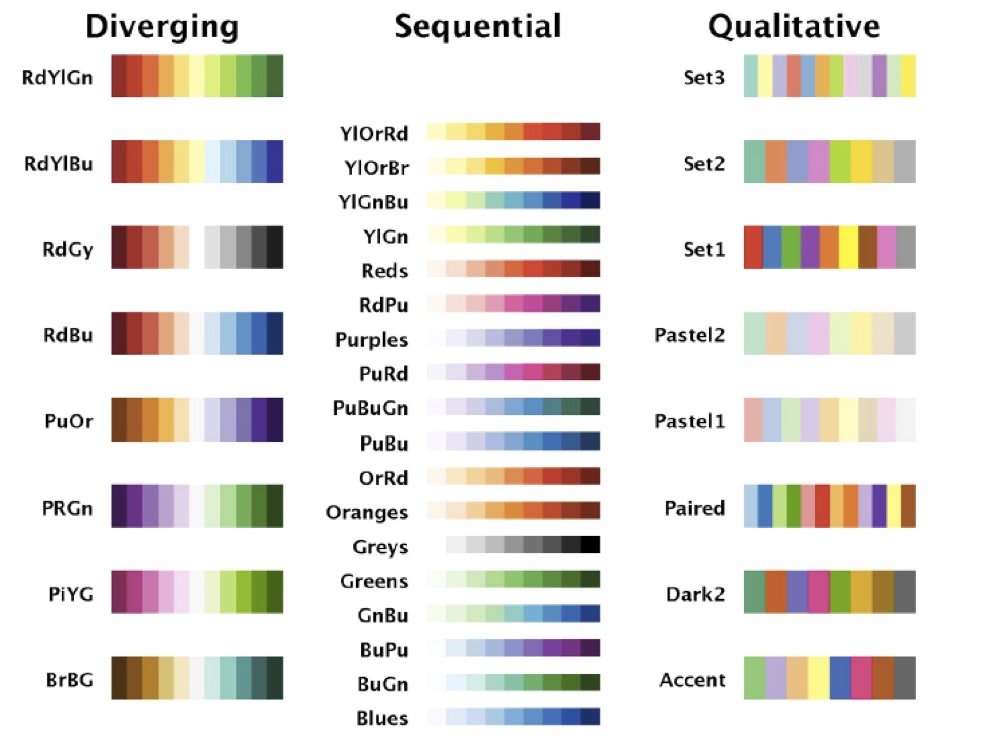 Diverging
RdYlGn
RdYlBu
RdGy
RdBu
PuOr
PRGn
PiYG
BrBG
Sequential
YlOrRd
YlOrBr
YlGnBu
YlGn
Reds
RdPu
Purples
PuRd
PuBuGn
PuBu
OrRd
Oranges
Greys
Greens
GnBu
BuPu
BuGn
Blues
Qualitative
Set3
Set2
Set1
Pastel2
Pastel1
Paired
Dark2
Accent